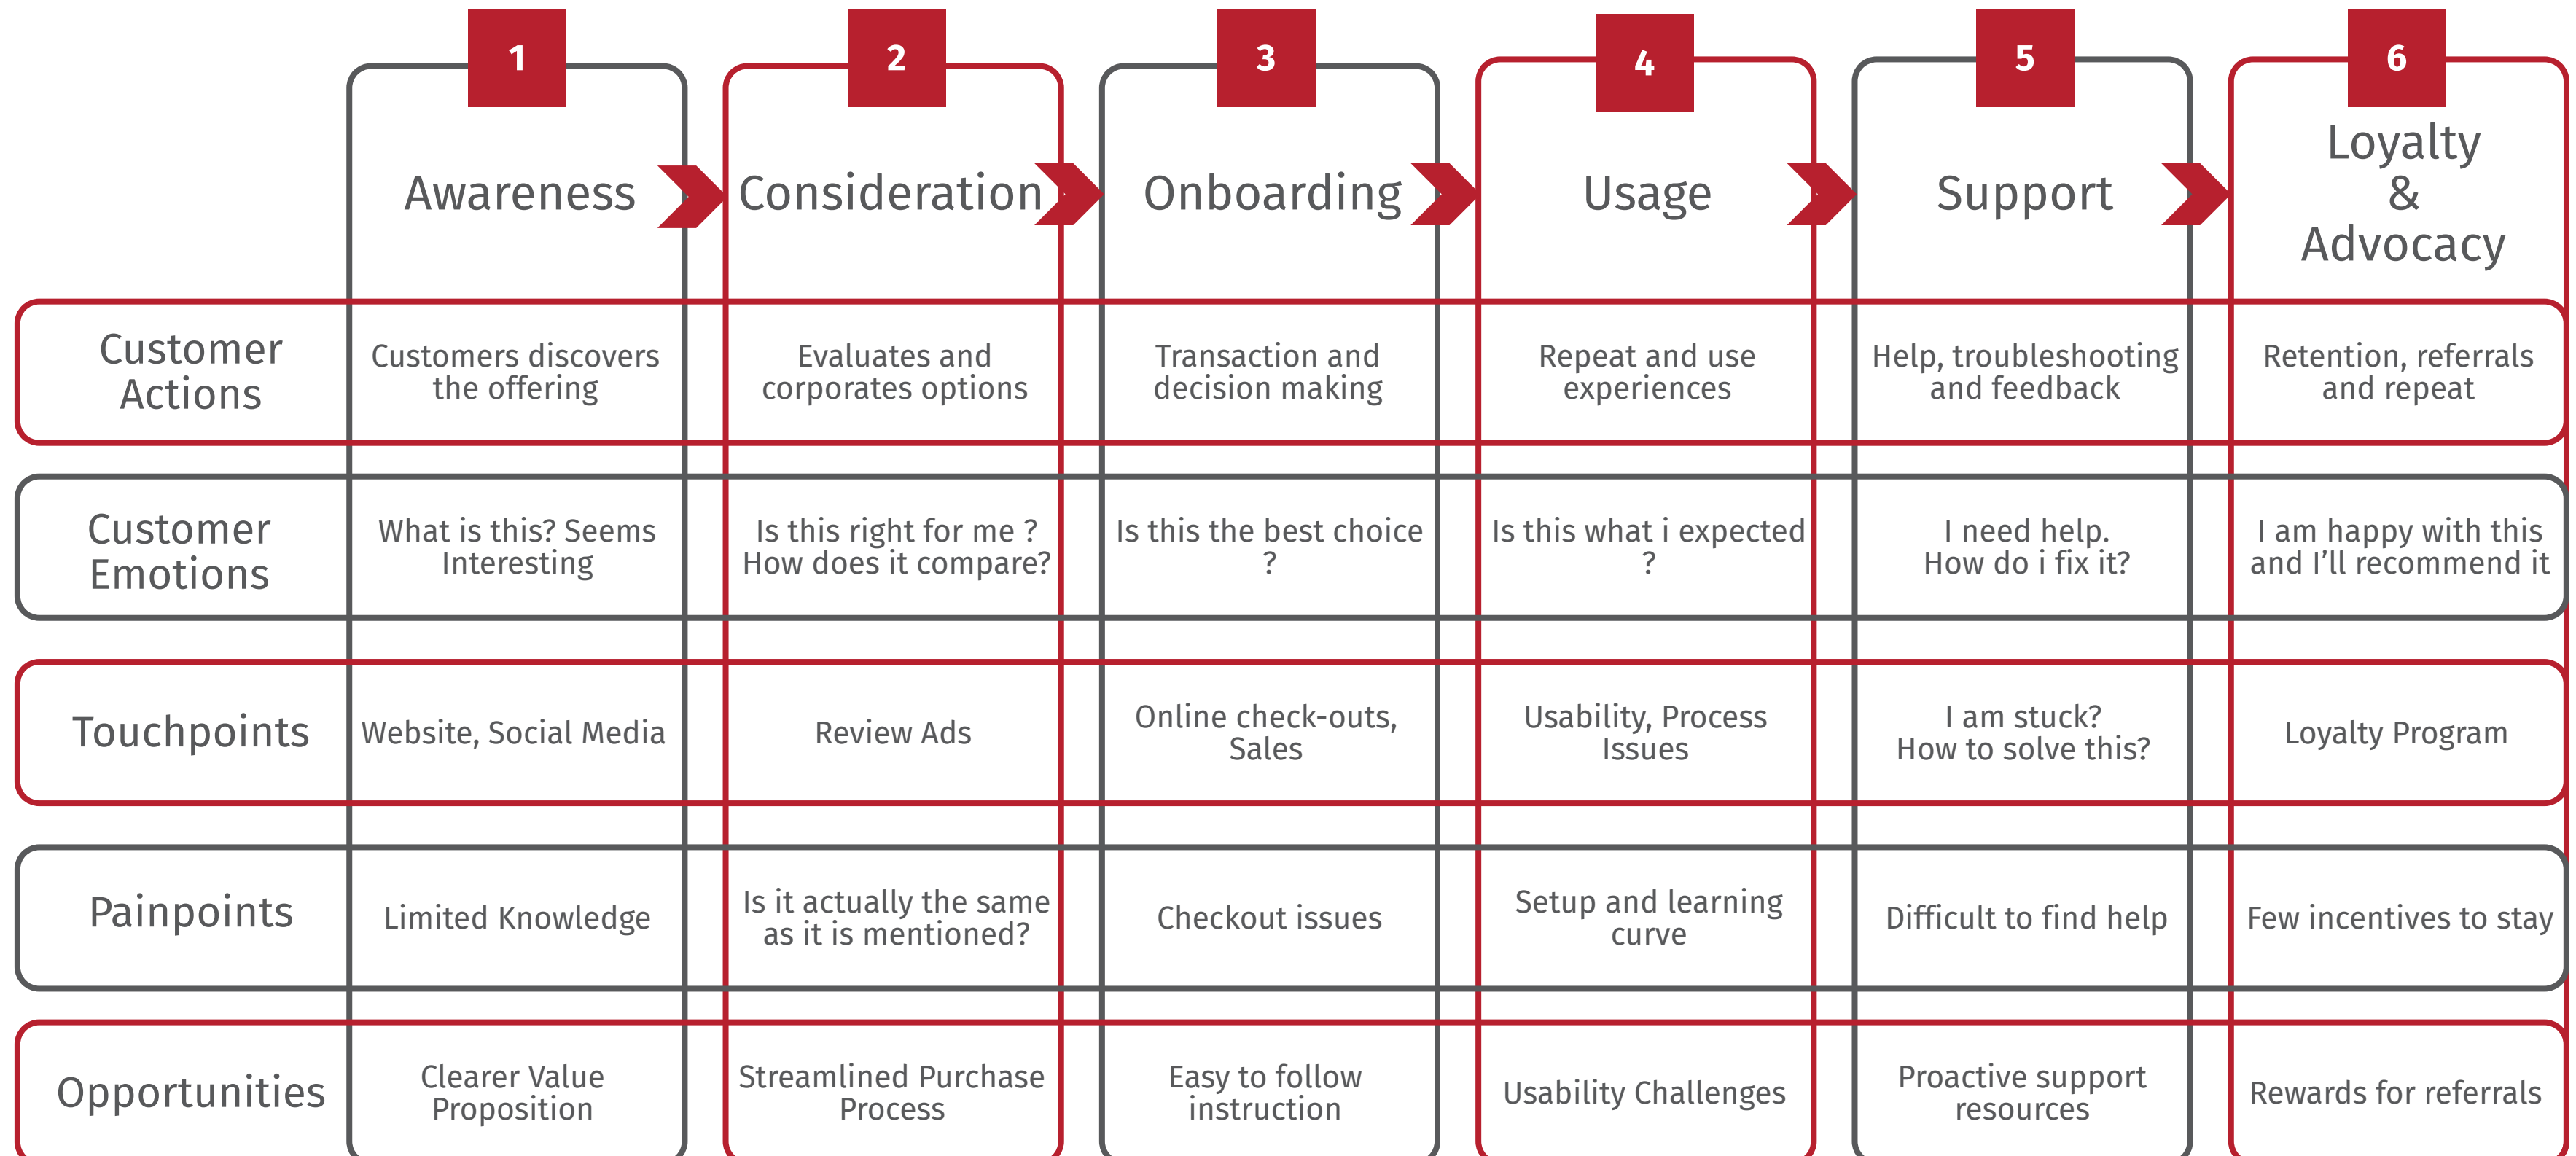 1
2
3
4
5
6
Awareness
Consideration
Onboarding
Usage
Support
Loyalty
&
Advocacy
Customer
Actions
Customers discovers
the offering
Evaluates and
corporates options
Transaction and
decision making
Repeat and use
experiences
Help, troubleshooting
and feedback
Retention, referrals
and repeat
Customer
Emotions
What is this? Seems
Interesting
Is this right for me ?
How does it compare?
Is this the best choice
?
Is this what i expected
?
I need help.
How do i fix it?
I am happy with this
and I’ll recommend it
Touchpoints
Website, Social Media
Review Ads
Online check-outs,
Sales
Usability, Process
Issues
I am stuck?
How to solve this?
Loyalty Program
Painpoints
Limited Knowledge
Is it actually the same
as it is mentioned?
Checkout issues
Setup and learning
curve
Difficult to find help
Few incentives to stay
Opportunities
Clearer Value
Proposition
Streamlined Purchase
Process
Easy to follow
instruction
Usability Challenges
Proactive support
resources
Rewards for referrals